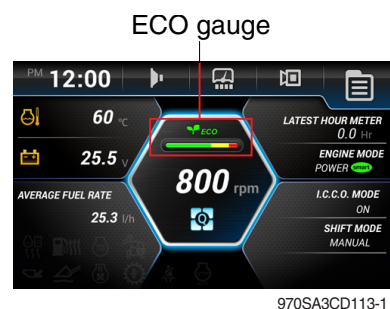 ECO gauge
PM 12:00
60 °C
ECO
LATEST HOUR METER
0.0 Hr
25.5 V
ENGINE MODE
POWER smart
800 rpm
AVERAGE FUEL RATE
25.3 l/h
I.C.C.O. MODE
ON
Q
SHIFT MODE
MANUAL
970SA3CD113-1